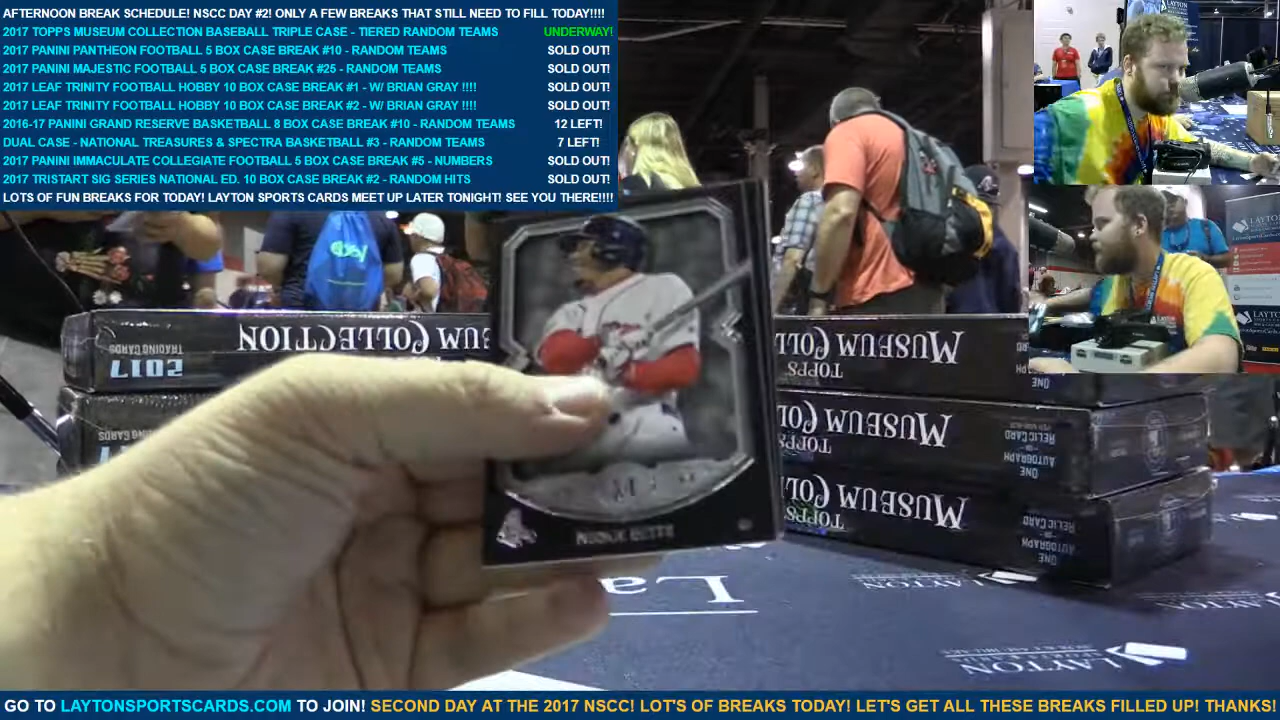 AFTERNOON BREAK SCHEDULE! NSCC DAY #2! ONLY A FEW BREAKS THAT STILL NEED TO FILL TODAY!!!!
2017 TOPPS MUSEUM COLLECTION BASEBALL TRIPLE CASE - TIERED RANDOM TEAMS UNDERWAY!
2017 PANINI PANTHEON FOOTBALL 5 BOX CASE BREAK #10 - RANDOM TEAMS SOLD OUT!
2017 PANINI MAJESTIC FOOTBALL 5 BOX CASE BREAK #25 - RANDOM TEAMS SOLD OUT!
2017 LEAF TRINITY FOOTBALL HOBBY 10 BOX CASE BREAK #1 - W/ BRIAN GRAY !!!! SOLD OUT!
2017 LEAF TRINITY FOOTBALL HOBBY 10 BOX CASE BREAK #2 - W/ BRIAN GRAY !!!! SOLD OUT!
2016-17 PANINI GRAND RESERVE BASKETBALL 8 BOX CASE BREAK #10 - RANDOM TEAMS 12 LEFT!
DUAL CASE - NATIONAL TREASURES & SPECTRA BASKETBALL #3 - RANDOM TEAMS 7 LEFT!
2017 PANINI IMMACULATE COLLEGIATE FOOTBALL 5 BOX CASE BREAK #5 - NUMBERS SOLD OUT!
2017 TRISTART SIG SERIES NATIONAL ED. 10 BOX CASE BREAK #2 - RANDOM HITS SOLD OUT!
LOTS OF FUN BREAKS FOR TODAY! LAYTON SPORTS CARDS MEET UP LATER TONIGHT! SEE YOU THERE!!!!
LAYTON
ebay
2017
TRADING CARDS
UM COLLECTION
TRADING CARDS
TOPPS
MUSEUM COL
ONE
TOPPS
MUSEUM COL
ONE
AUTOGRAPH
RELIC CARD
TOPPS
MUSEUM COL
ONE
AUTOGRAPH
RELIC CARD
MOOKIE BETTS
La
LAYTON
GO TO LAYTONSPORTSCARDS.COM TO JOIN! SECOND DAY AT THE 2017 NSCC! LOT'S OF BREAKS TODAY! LET'S GET ALL THESE BREAKS FILLED UP! THANKS!